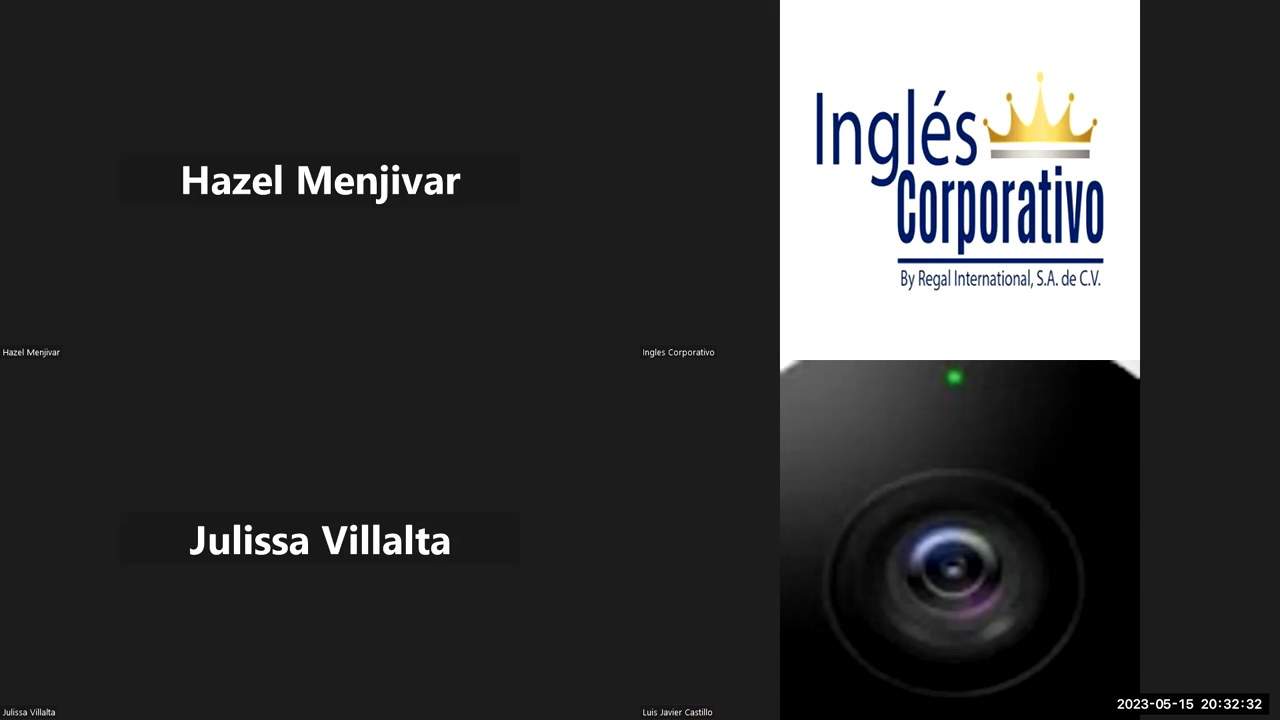 Hazel Menjivar
Hazel Menjivar
Inglés
Corporativo
By Regal International, S.A. de C.V.
Ingles Corporativo
Julissa Villalta
Julissa Villalta
Luis Javier Castillo
2023-05-15 20:32:32